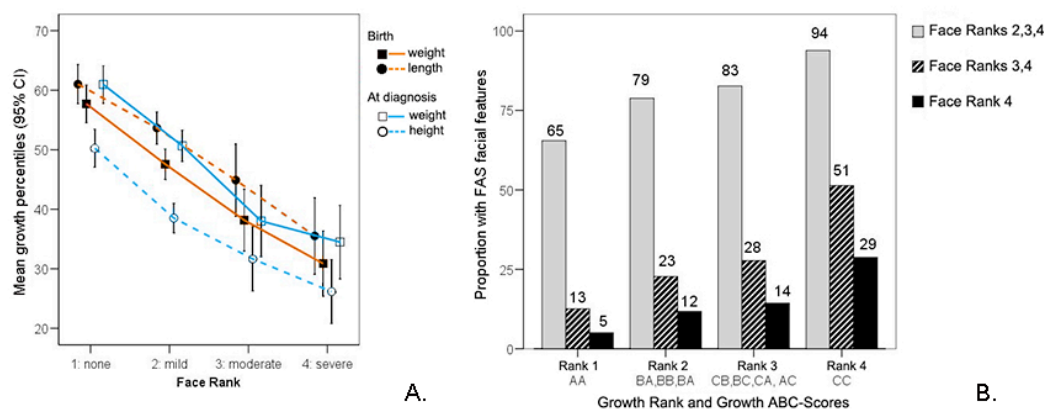 Mean growth percentiles (95% CI)
70
60
50
40
30
20
1: none
2: mild
3: moderate
4: severe
Face Rank
Birth
weight
length
At diagnosis
weight
height
A.
Proportion with FAS facial features
100
75
50
25
0
65
13
5
79
23
12
83
28
14
94
51
29
Rank 1
AA
Rank 2
BA,BB,BA
Rank 3
CB,BC,CA, AC
Rank 4
CC
Growth Rank and Growth ABC-Scores
Face Ranks 2,3,4
Face Ranks 3,4
Face Rank 4
B.